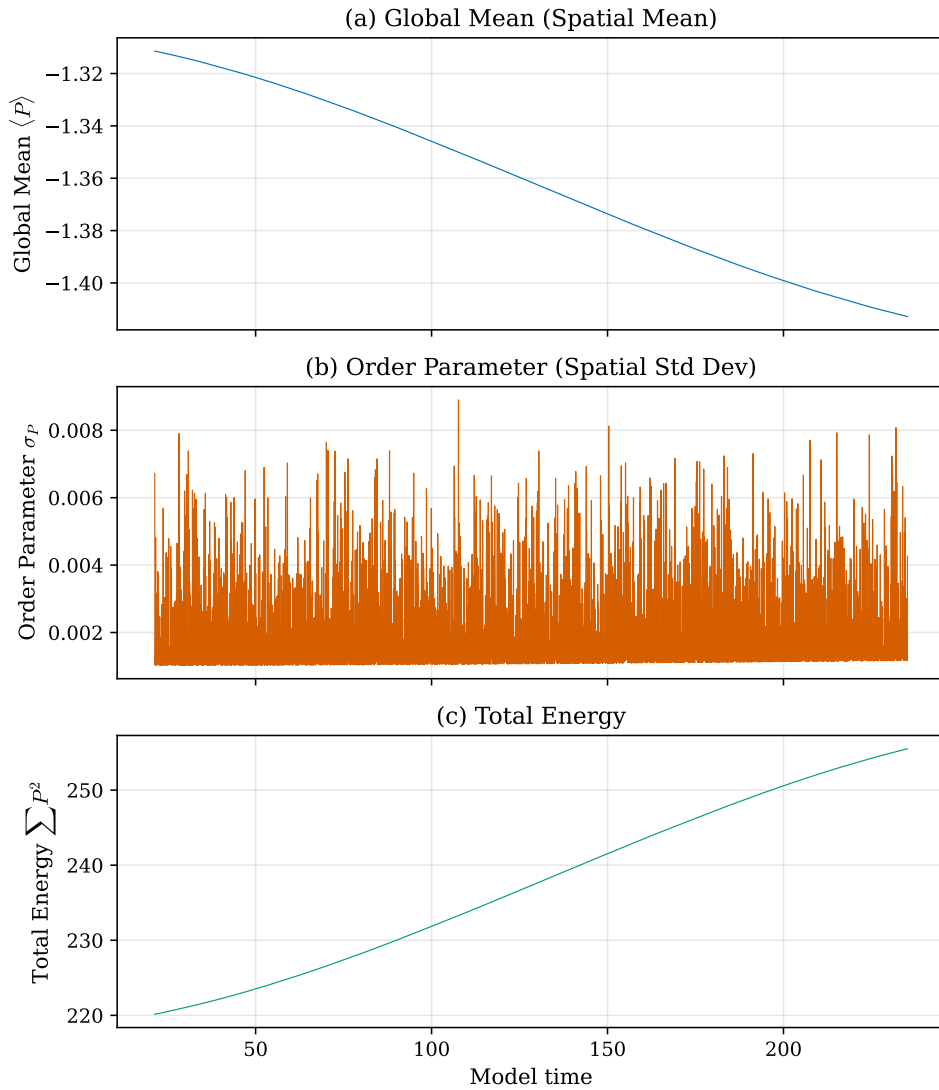 (a) Global Mean (Spatial Mean)
Global Mean ⟨P⟩
−1.32
−1.34
−1.36
−1.38
−1.40
(b) Order Parameter (Spatial Std Dev)
Order Parameter σ_P
0.008
0.006
0.004
0.002
(c) Total Energy
Total Energy ∑P²
250
240
230
220
50 100 150 200
Model time